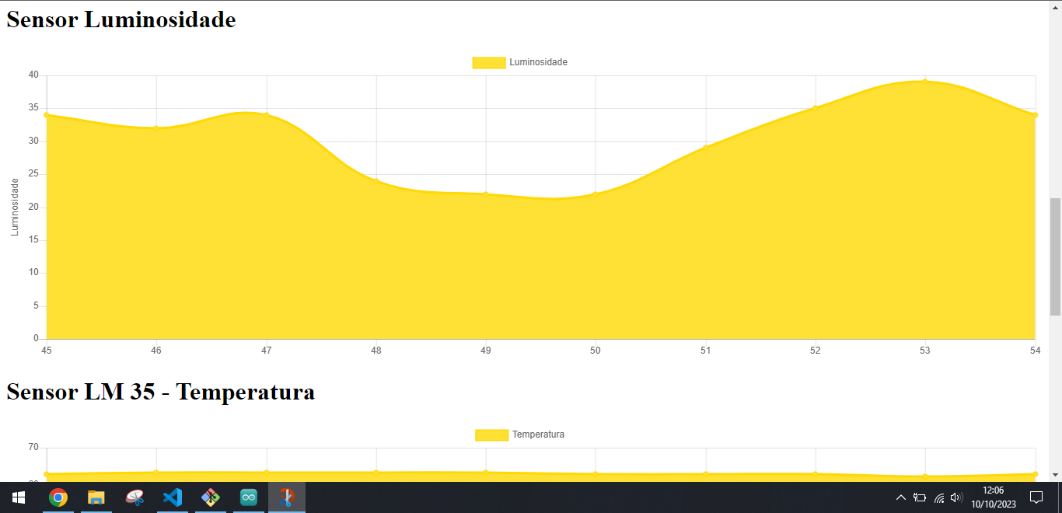 Sensor Luminosidade
Luminosidade
40
35
30
25
20
15
10
5
0
Luminosidade
45 46 47 48 49 50 51 52 53 54
Sensor LM 35 - Temperatura
Temperatura
70
12:06
10/10/2023